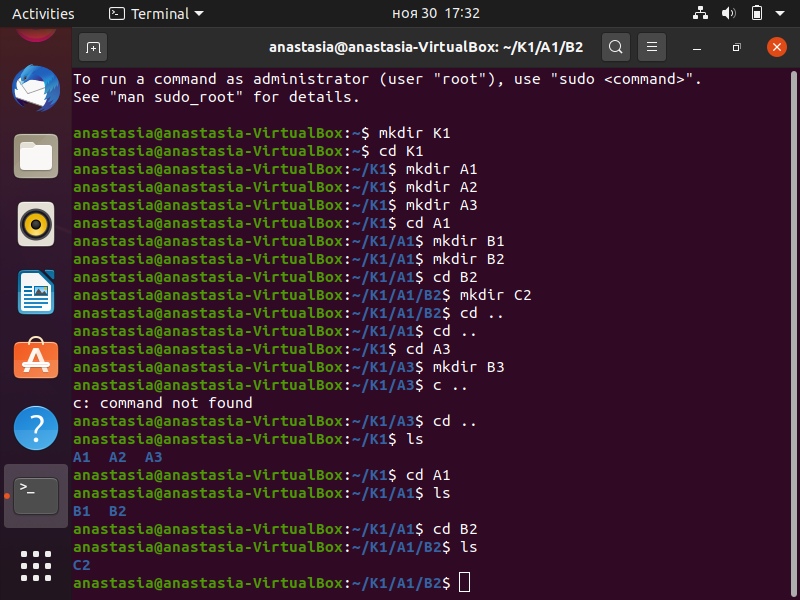 Activities Terminal ноя 30 17:32
anastasia@anastasia-VirtualBox: ~/K1/A1/B2
To run a command as administrator (user "root"), use "sudo <command>".
See "man sudo_root" for details.
anastasia@anastasia-VirtualBox:~$ mkdir K1
anastasia@anastasia-VirtualBox:~$ cd K1
anastasia@anastasia-VirtualBox:~/K1$ mkdir A1
anastasia@anastasia-VirtualBox:~/K1$ mkdir A2
anastasia@anastasia-VirtualBox:~/K1$ mkdir A3
anastasia@anastasia-VirtualBox:~/K1$ cd A1
anastasia@anastasia-VirtualBox:~/K1/A1$ mkdir B1
anastasia@anastasia-VirtualBox:~/K1/A1$ mkdir B2
anastasia@anastasia-VirtualBox:~/K1/A1$ cd B2
anastasia@anastasia-VirtualBox:~/K1/A1/B2$ mkdir C2
anastasia@anastasia-VirtualBox:~/K1/A1/B2$ cd ..
anastasia@anastasia-VirtualBox:~/K1/A1$ cd ..
anastasia@anastasia-VirtualBox:~/K1$ cd A3
anastasia@anastasia-VirtualBox:~/K1/A3$ mkdir B3
anastasia@anastasia-VirtualBox:~/K1/A3$ c ..
c: command not found
anastasia@anastasia-VirtualBox:~/K1/A3$ cd ..
anastasia@anastasia-VirtualBox:~/K1$ ls
A1 A2 A3
anastasia@anastasia-VirtualBox:~/K1$ cd A1
anastasia@anastasia-VirtualBox:~/K1/A1$ ls
B1 B2
anastasia@anastasia-VirtualBox:~/K1/A1$ cd B2
anastasia@anastasia-VirtualBox:~/K1/A1/B2$ ls
C2
anastasia@anastasia-VirtualBox:~/K1/A1/B2$